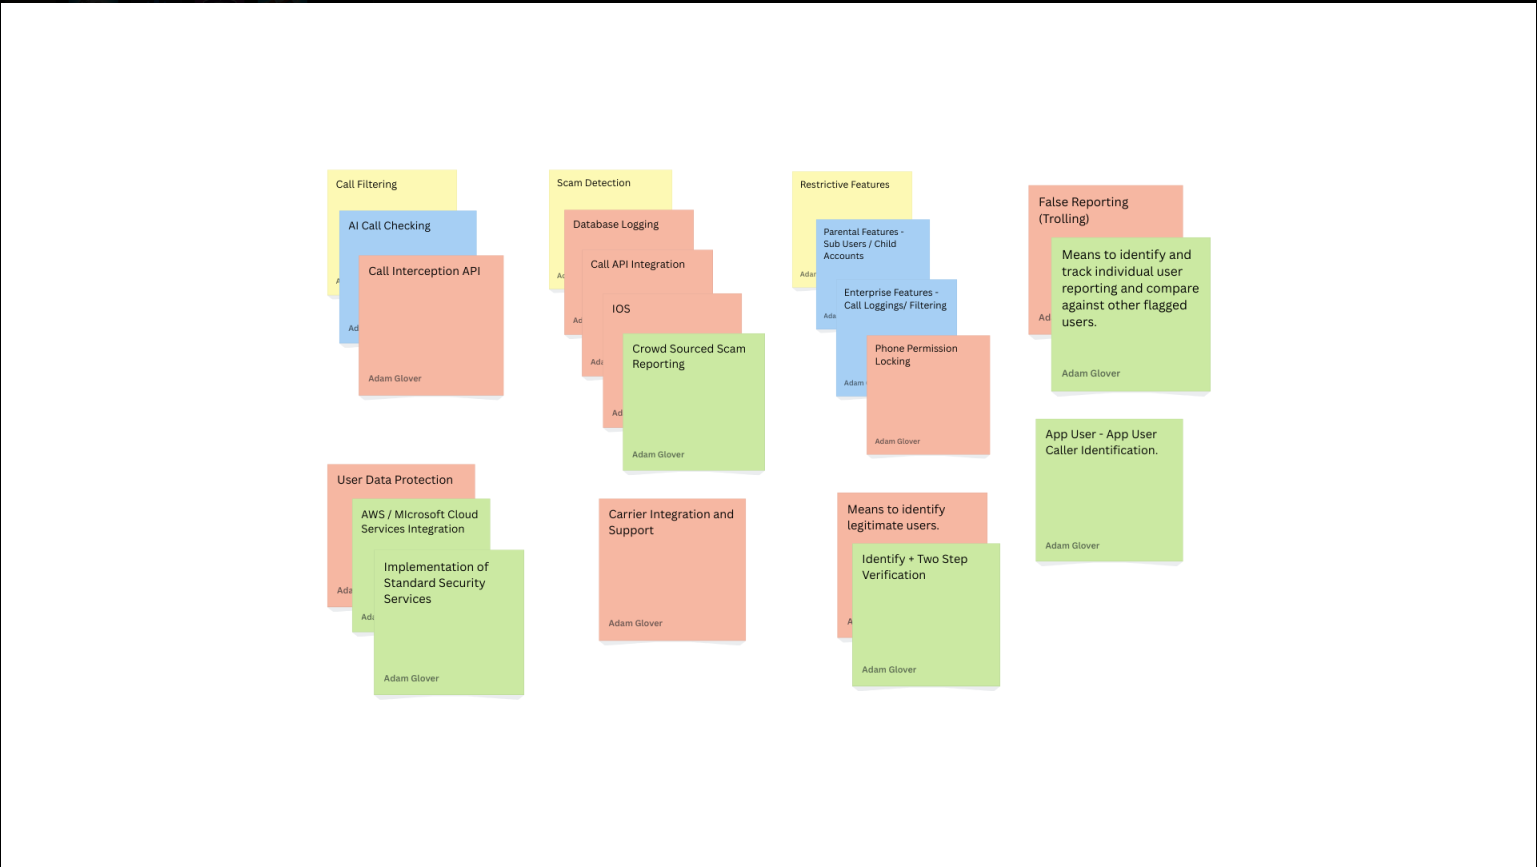 Call Filtering
AI Call Checking
Call Interception API
Adam Glover
Scam Detection
Database Logging
Call API Integration
IOS
Crowd Sourced Scam
Reporting
Adam Glover
Restrictive Features
Parental Features -
Sub Users / Child
Accounts
Enterprise Features -
Call Loggings/ Filtering
Adam
Phone Permission
Locking
Adam Glover
False Reporting
(Trolling)
Means to identify and
track individual user
reporting and compare
against other flagged
users.
Adam Glover
App User - App User
Caller Identification.
Adam Glover
User Data Protection
AWS / MIcrosoft Cloud
Services Integration
Implementation of
Standard Security
Services
Adam Glover
Carrier Integration and
Support
Adam Glover
Means to identify
legitimate users.
Identify + Two Step
Verification
Adam Glover